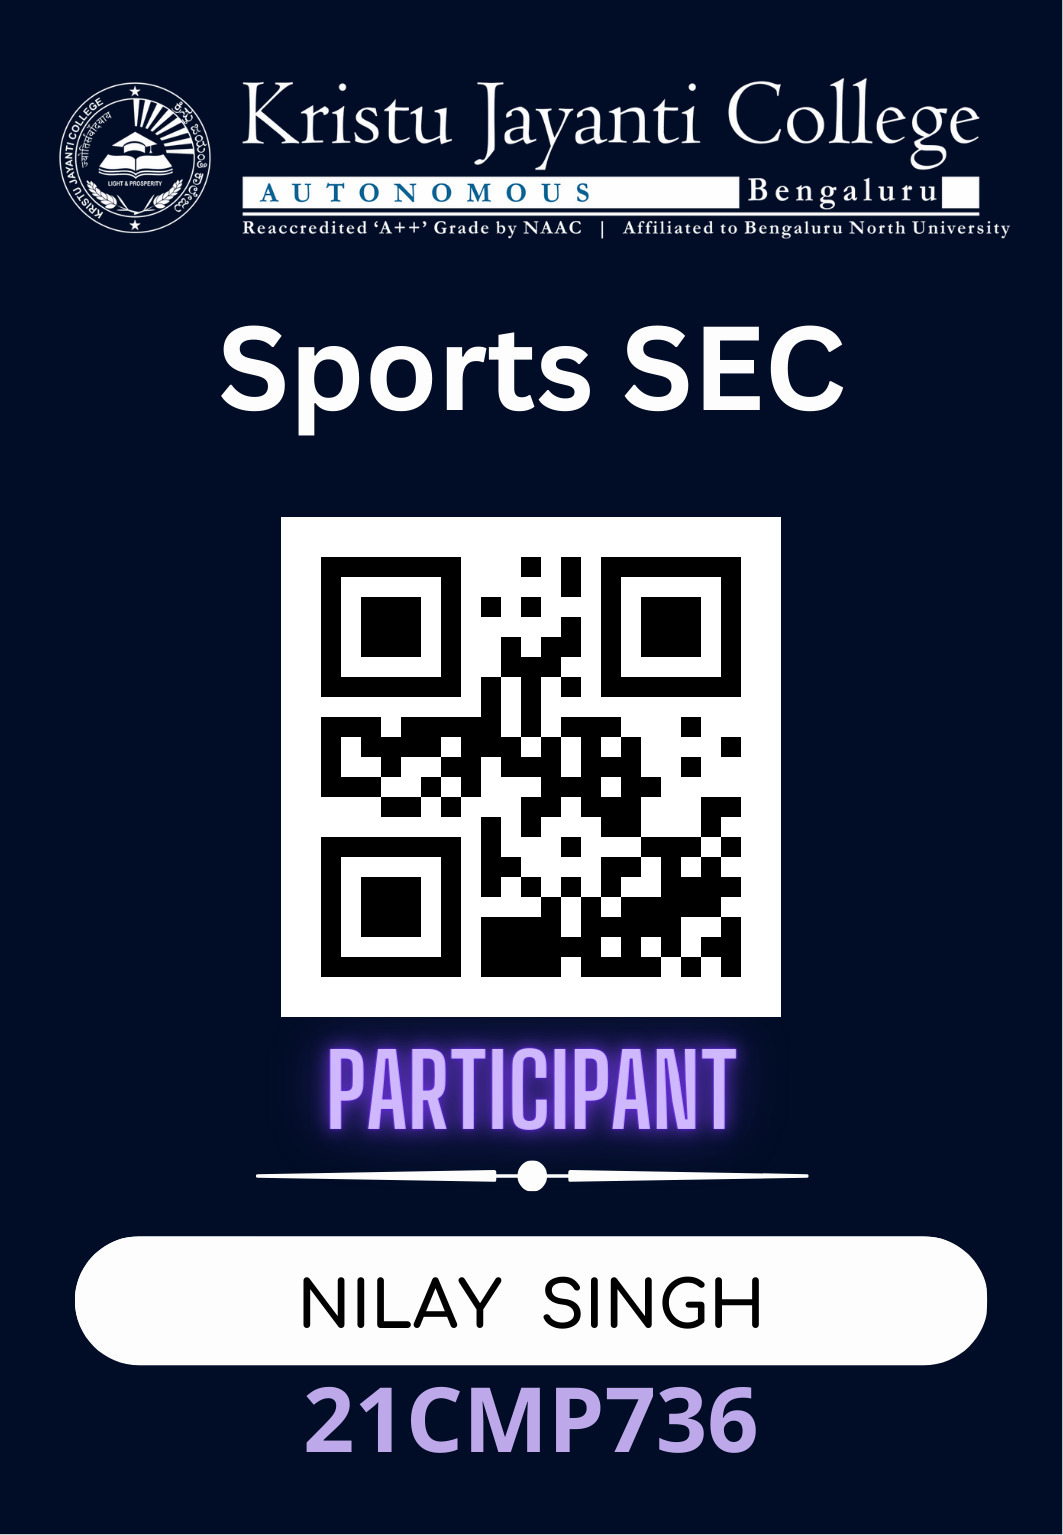 KRISTU JAYANTI COLLEGE
ज्योतिसंवादृयाय
ಕ್ರಿಸ್ತು ಜಯಂತಿ ಕಾಲೇಜು
LIGHT & PROSPERITY
Kristu Jayanti College
AUTONOMOUS Bengaluru
Reaccredited ‘A++’ Grade by NAAC | Affiliated to Bengaluru North University
Sports SEC
PARTICIPANT
NILAY SINGH
21CMP736